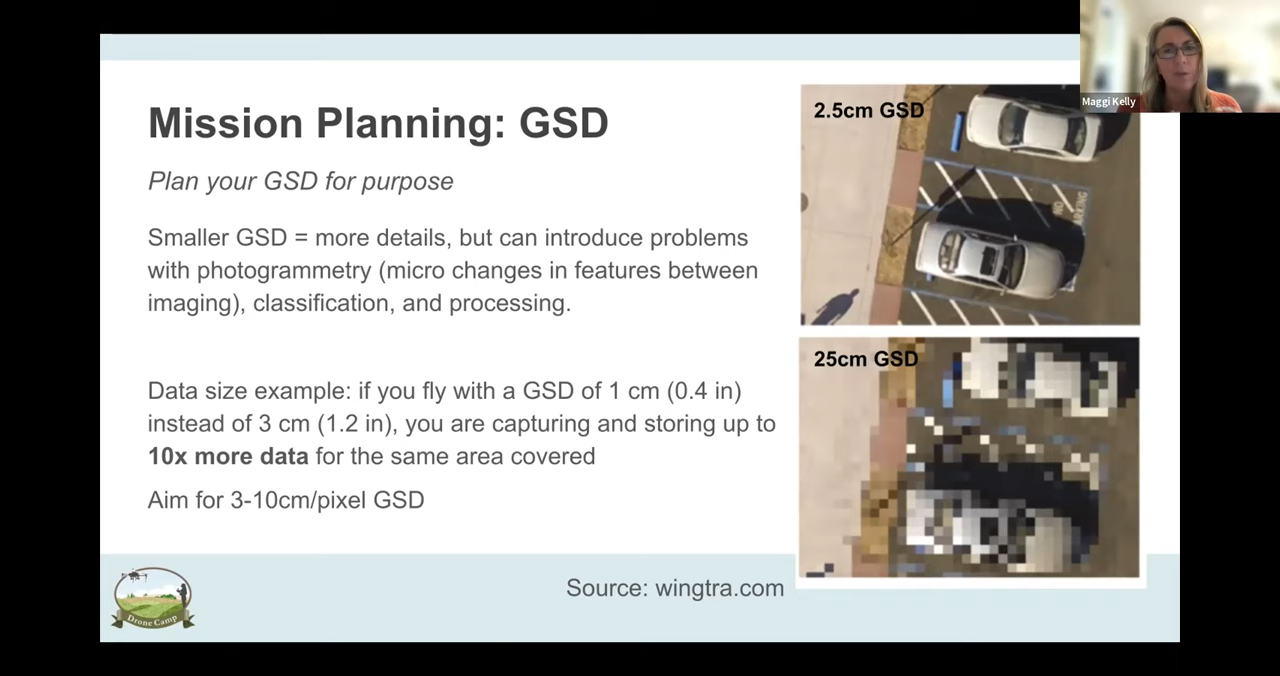 Mission Planning: GSD
Plan your GSD for purpose
Smaller GSD = more details, but can introduce problems
with photogrammetry (micro changes in features between
imaging), classification, and processing.
Data size example: if you fly with a GSD of 1 cm (0.4 in)
instead of 3 cm (1.2 in), you are capturing and storing up to
10x more data for the same area covered
Aim for 3-10cm/pixel GSD
2.5cm GSD
NO
PARKING
25cm GSD
Source: wingtra.com
Drone Camp
Maggi Kelly